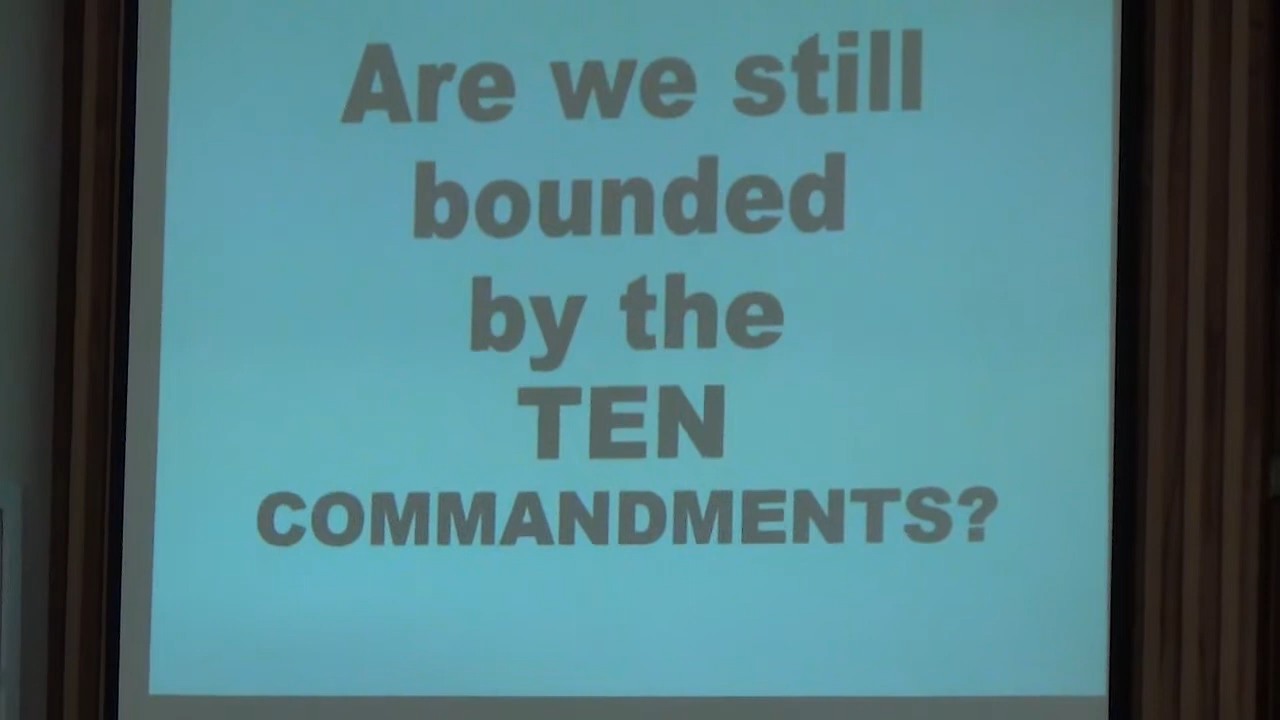 Are we still
bounded
by the
TEN
COMMANDMENTS?